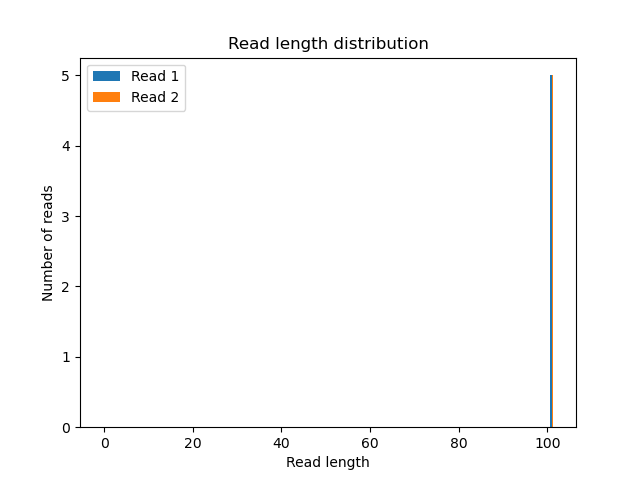 Read length distribution
Read 1
Read 2
Number of reads
5
4
3
2
1
0
0 20 40 60 80 100
Read length